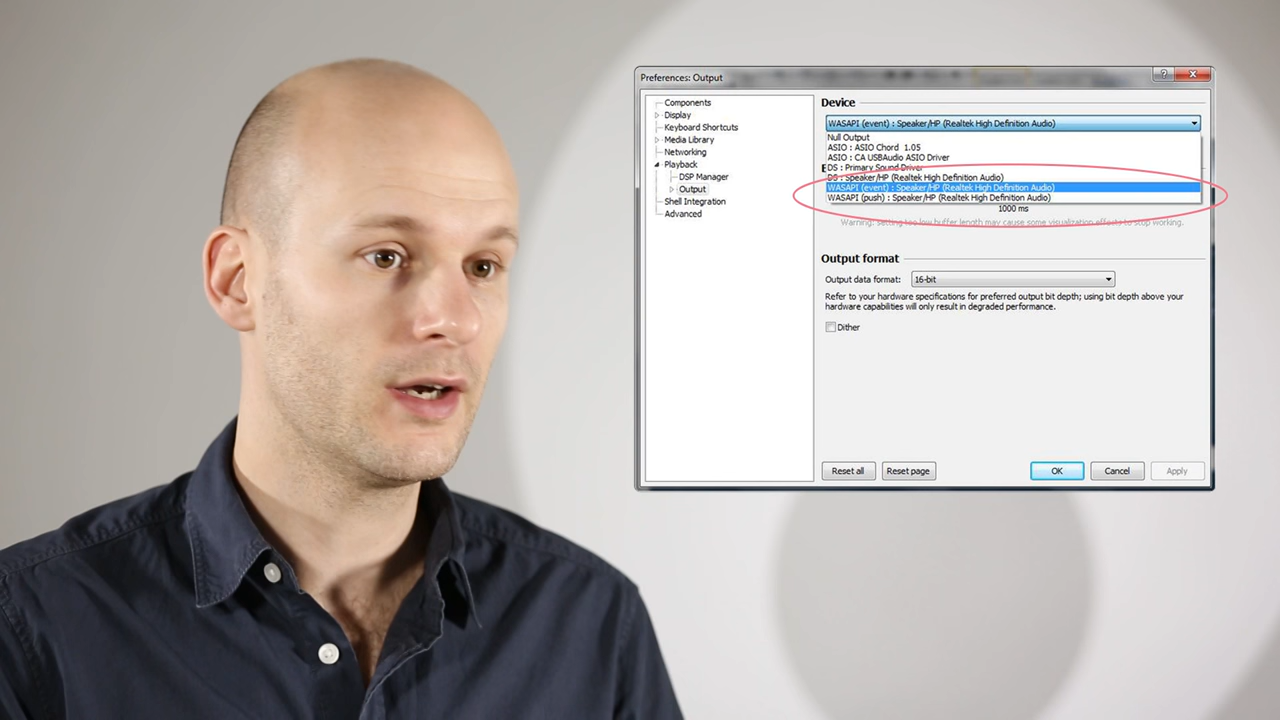 Preferences: Output
?
Components
Display
Keyboard Shortcuts
Media Library
Networking
Playback
DSP Manager
Output
Shell Integration
Advanced
Device
WASAPI (event) : Speaker/HP (Realtek High Definition Audio)
Null Output
ASIO : ASIO Chord 1.05
ASIO : CA USBAudio ASIO Driver
DS : Primary Sound Driver
DS : Speaker/HP (Realtek High Definition Audio)
WASAPI (event) : Speaker/HP (Realtek High Definition Audio)
WASAPI (push) : Speaker/HP (Realtek High Definition Audio)
1000 ms
Warning: setting too low buffer length may cause some visualization effects to stop working.
Output format
Output data format: 16-bit
Refer to your hardware specifications for preferred output bit depth; using bit depth above your
hardware capabilities will only result in degraded performance.
Dither
Reset all Reset page OK Cancel Apply